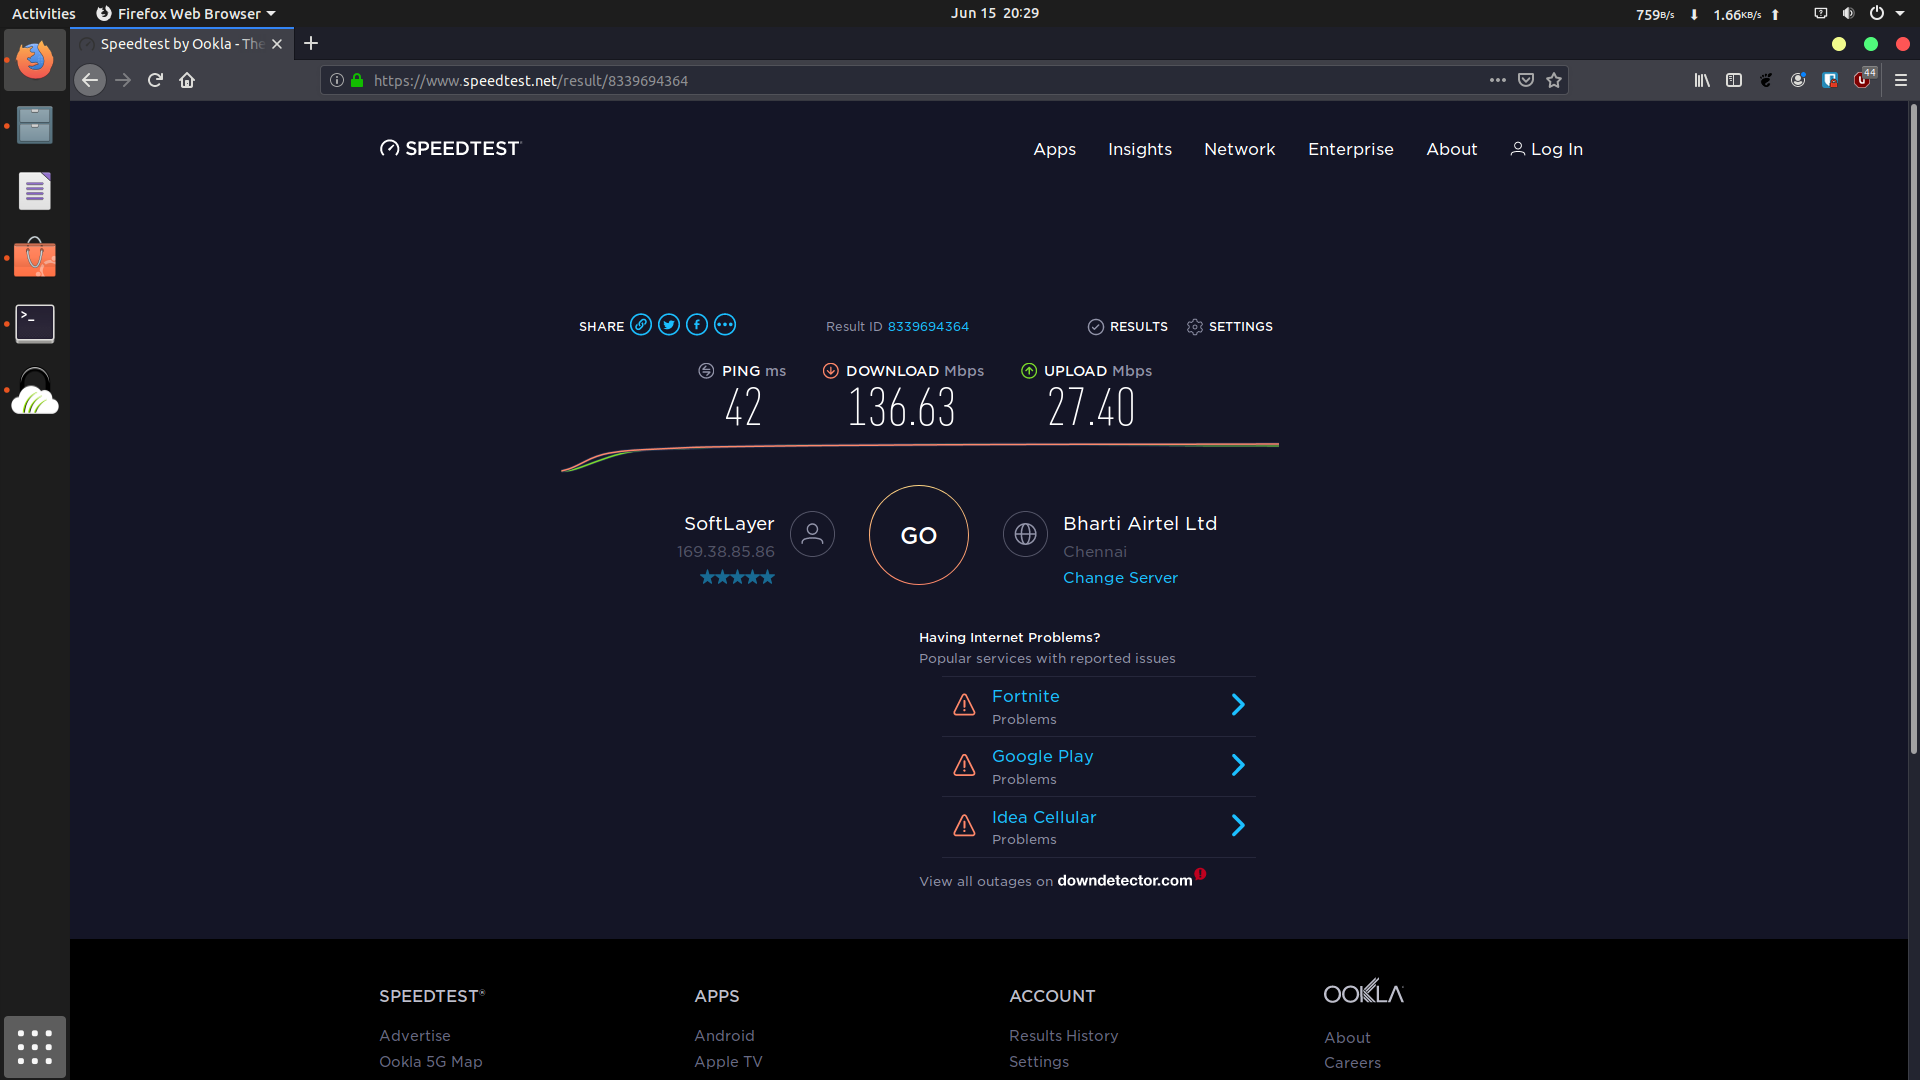 Activities
Firefox Web Browser
Jun 15 20:29
759B/s
1.66KB/s
Speedtest by Ookla - The
https://www.speedtest.net/result/8339694364
44
SPEEDTEST
Apps
Insights
Network
Enterprise
About
Log In
SHARE
Result ID 8339694364
RESULTS
SETTINGS
PING ms
DOWNLOAD Mbps
UPLOAD Mbps
42
136.63
27.40
SoftLayer
169.38.85.86
GO
Bharti Airtel Ltd
Chennai
Change Server
Having Internet Problems?
Popular services with reported issues
Fortnite
Problems
Google Play
Problems
Idea Cellular
Problems
View all outages on downdetector.com
SPEEDTEST®
APPS
ACCOUNT
OOKLA
Advertise
Android
Results History
About
Ookla 5G Map
Apple TV
Settings
Careers